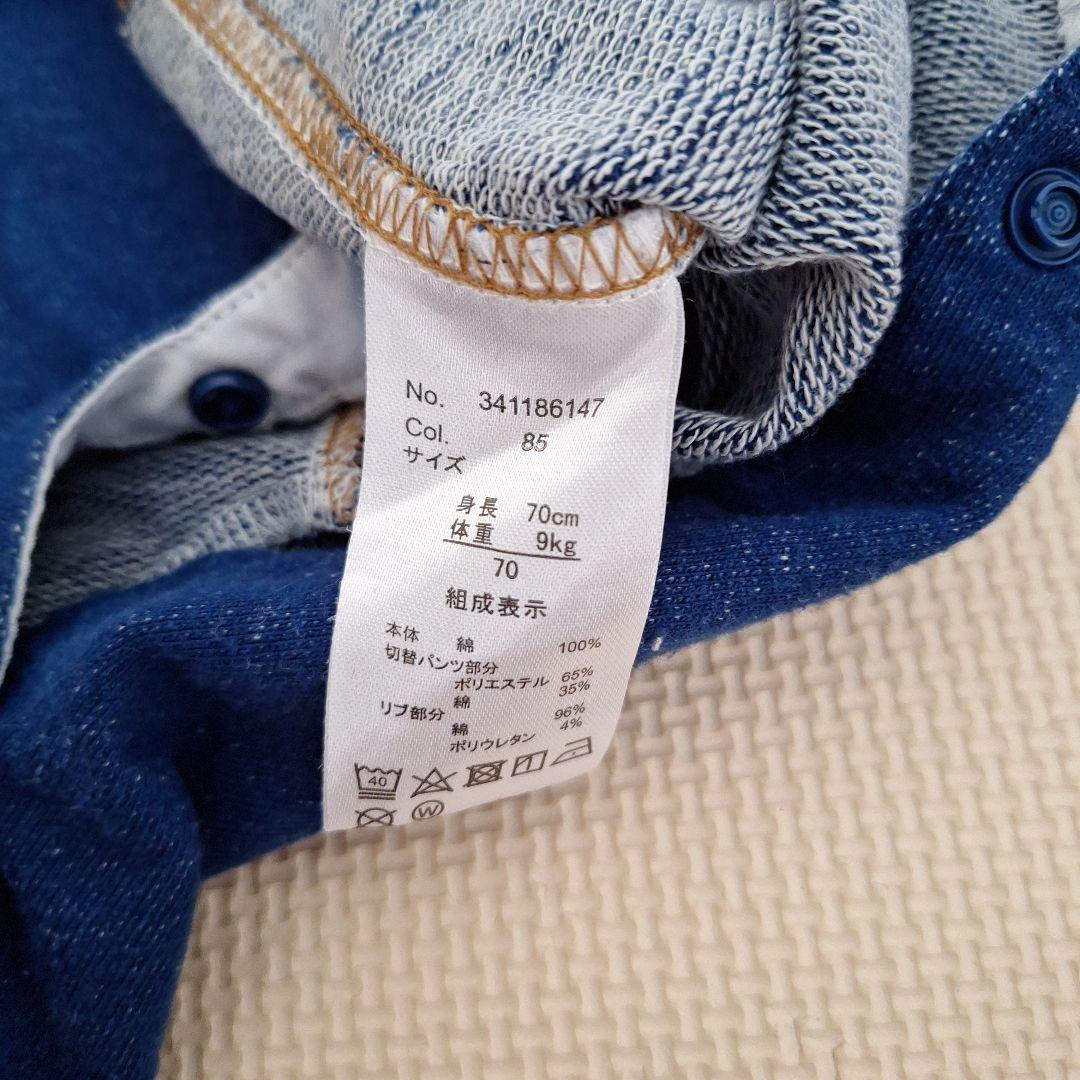 No. 341186147
Col. 85
サイズ
身長 70cm
体重 9kg
70
組成表示
本体 綿 100%
切替パンツ部分
ポリエステル 65%
綿 35%
リブ部分
綿 96%
ポリウレタン 4%
40
W